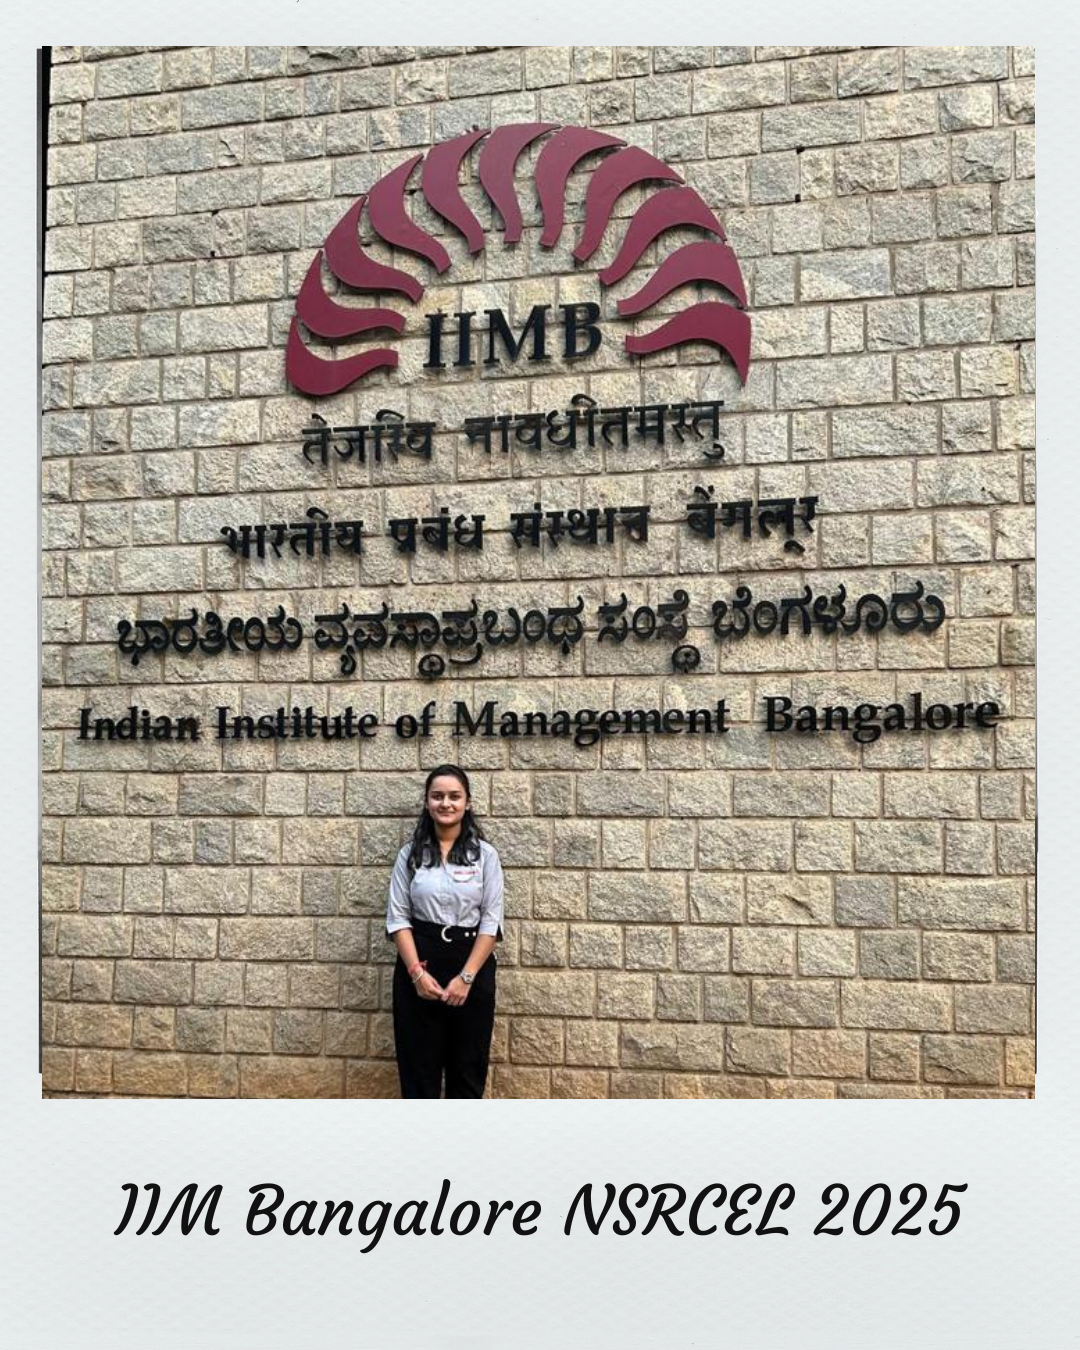 IIMB
तेजस्वि नावधीतमस्तु
भारतीय प्रबंध संस्थान बेंगलूर
ಭಾರತೀಯ ವ್ಯವಸ್ಥಾಪ್ರಬಂಧ ಸಂಸ್ಥೆ ಬೆಂಗಳೂರು
Indian Institute of Management Bangalore
IIM Bangalore NSRCEL 2025